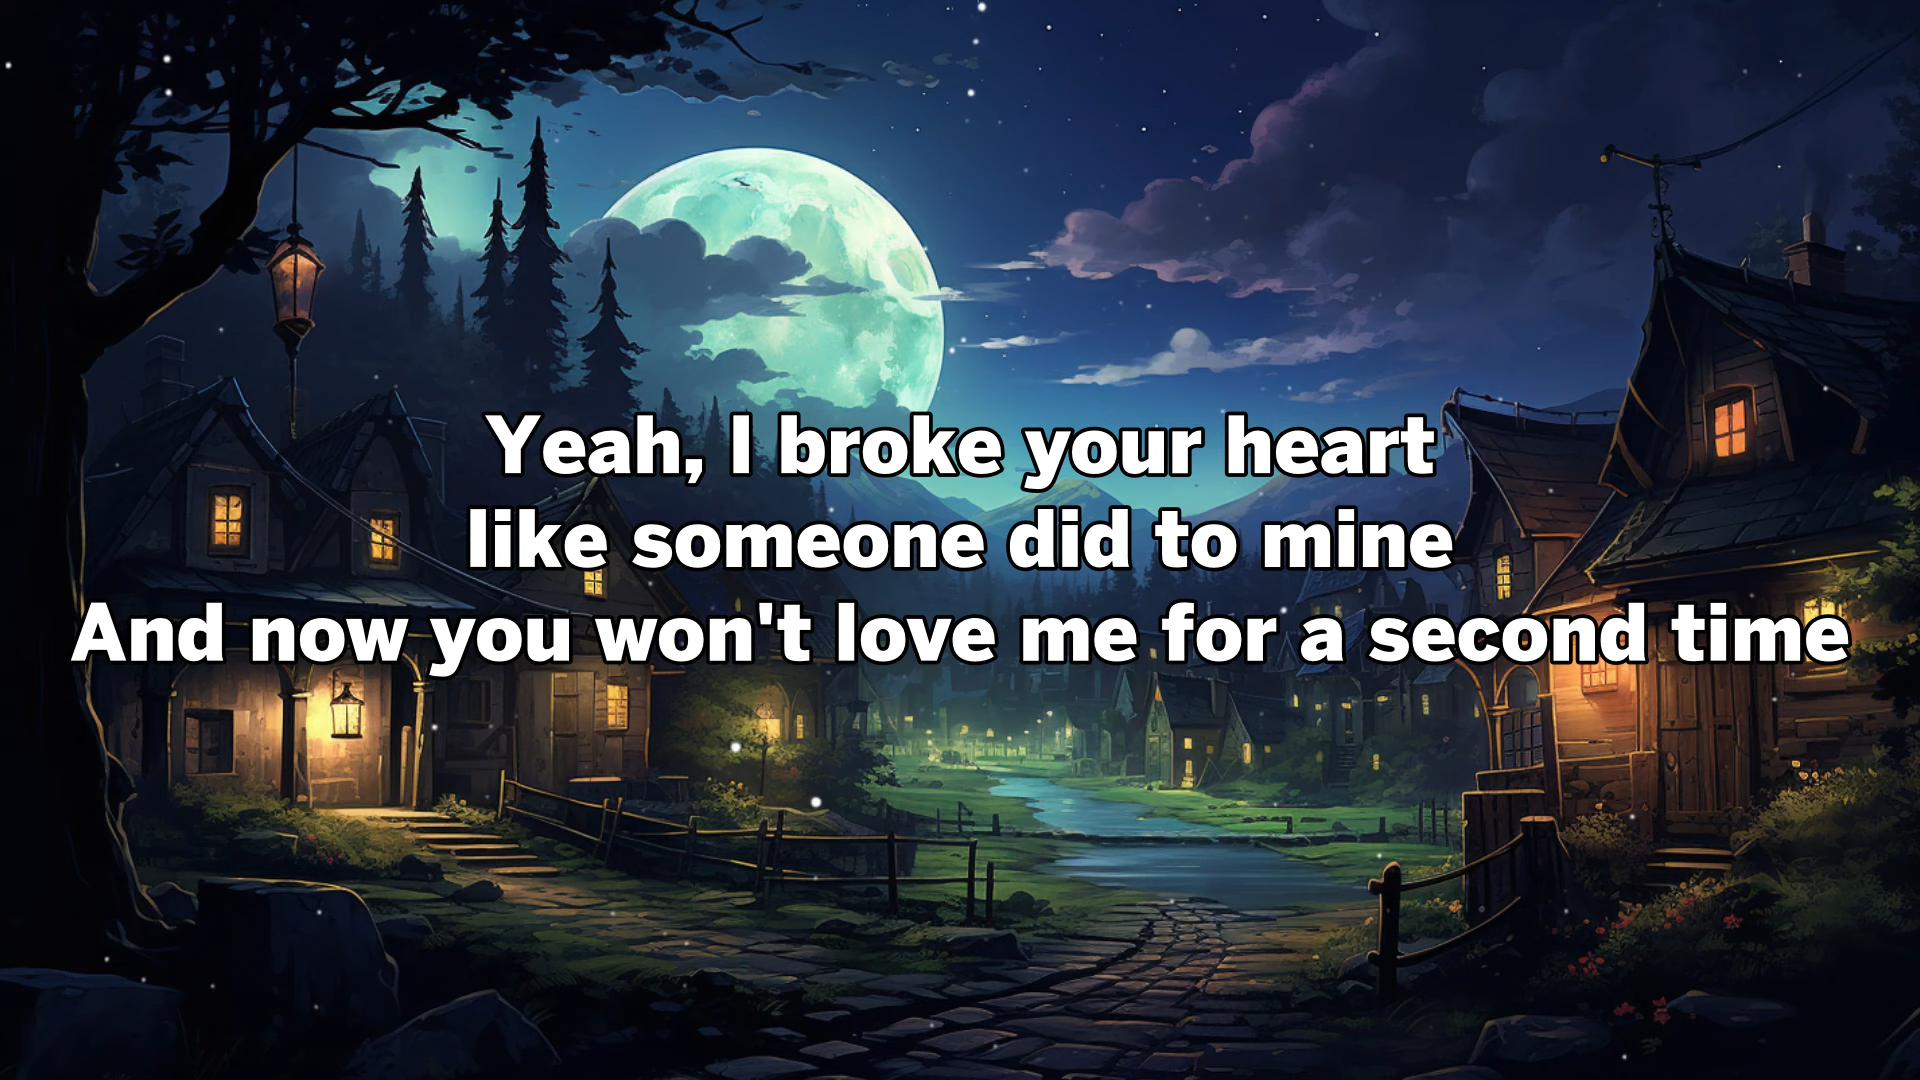 Yeah, I broke your heart
like someone did to mine
And now you won't love me for a second time